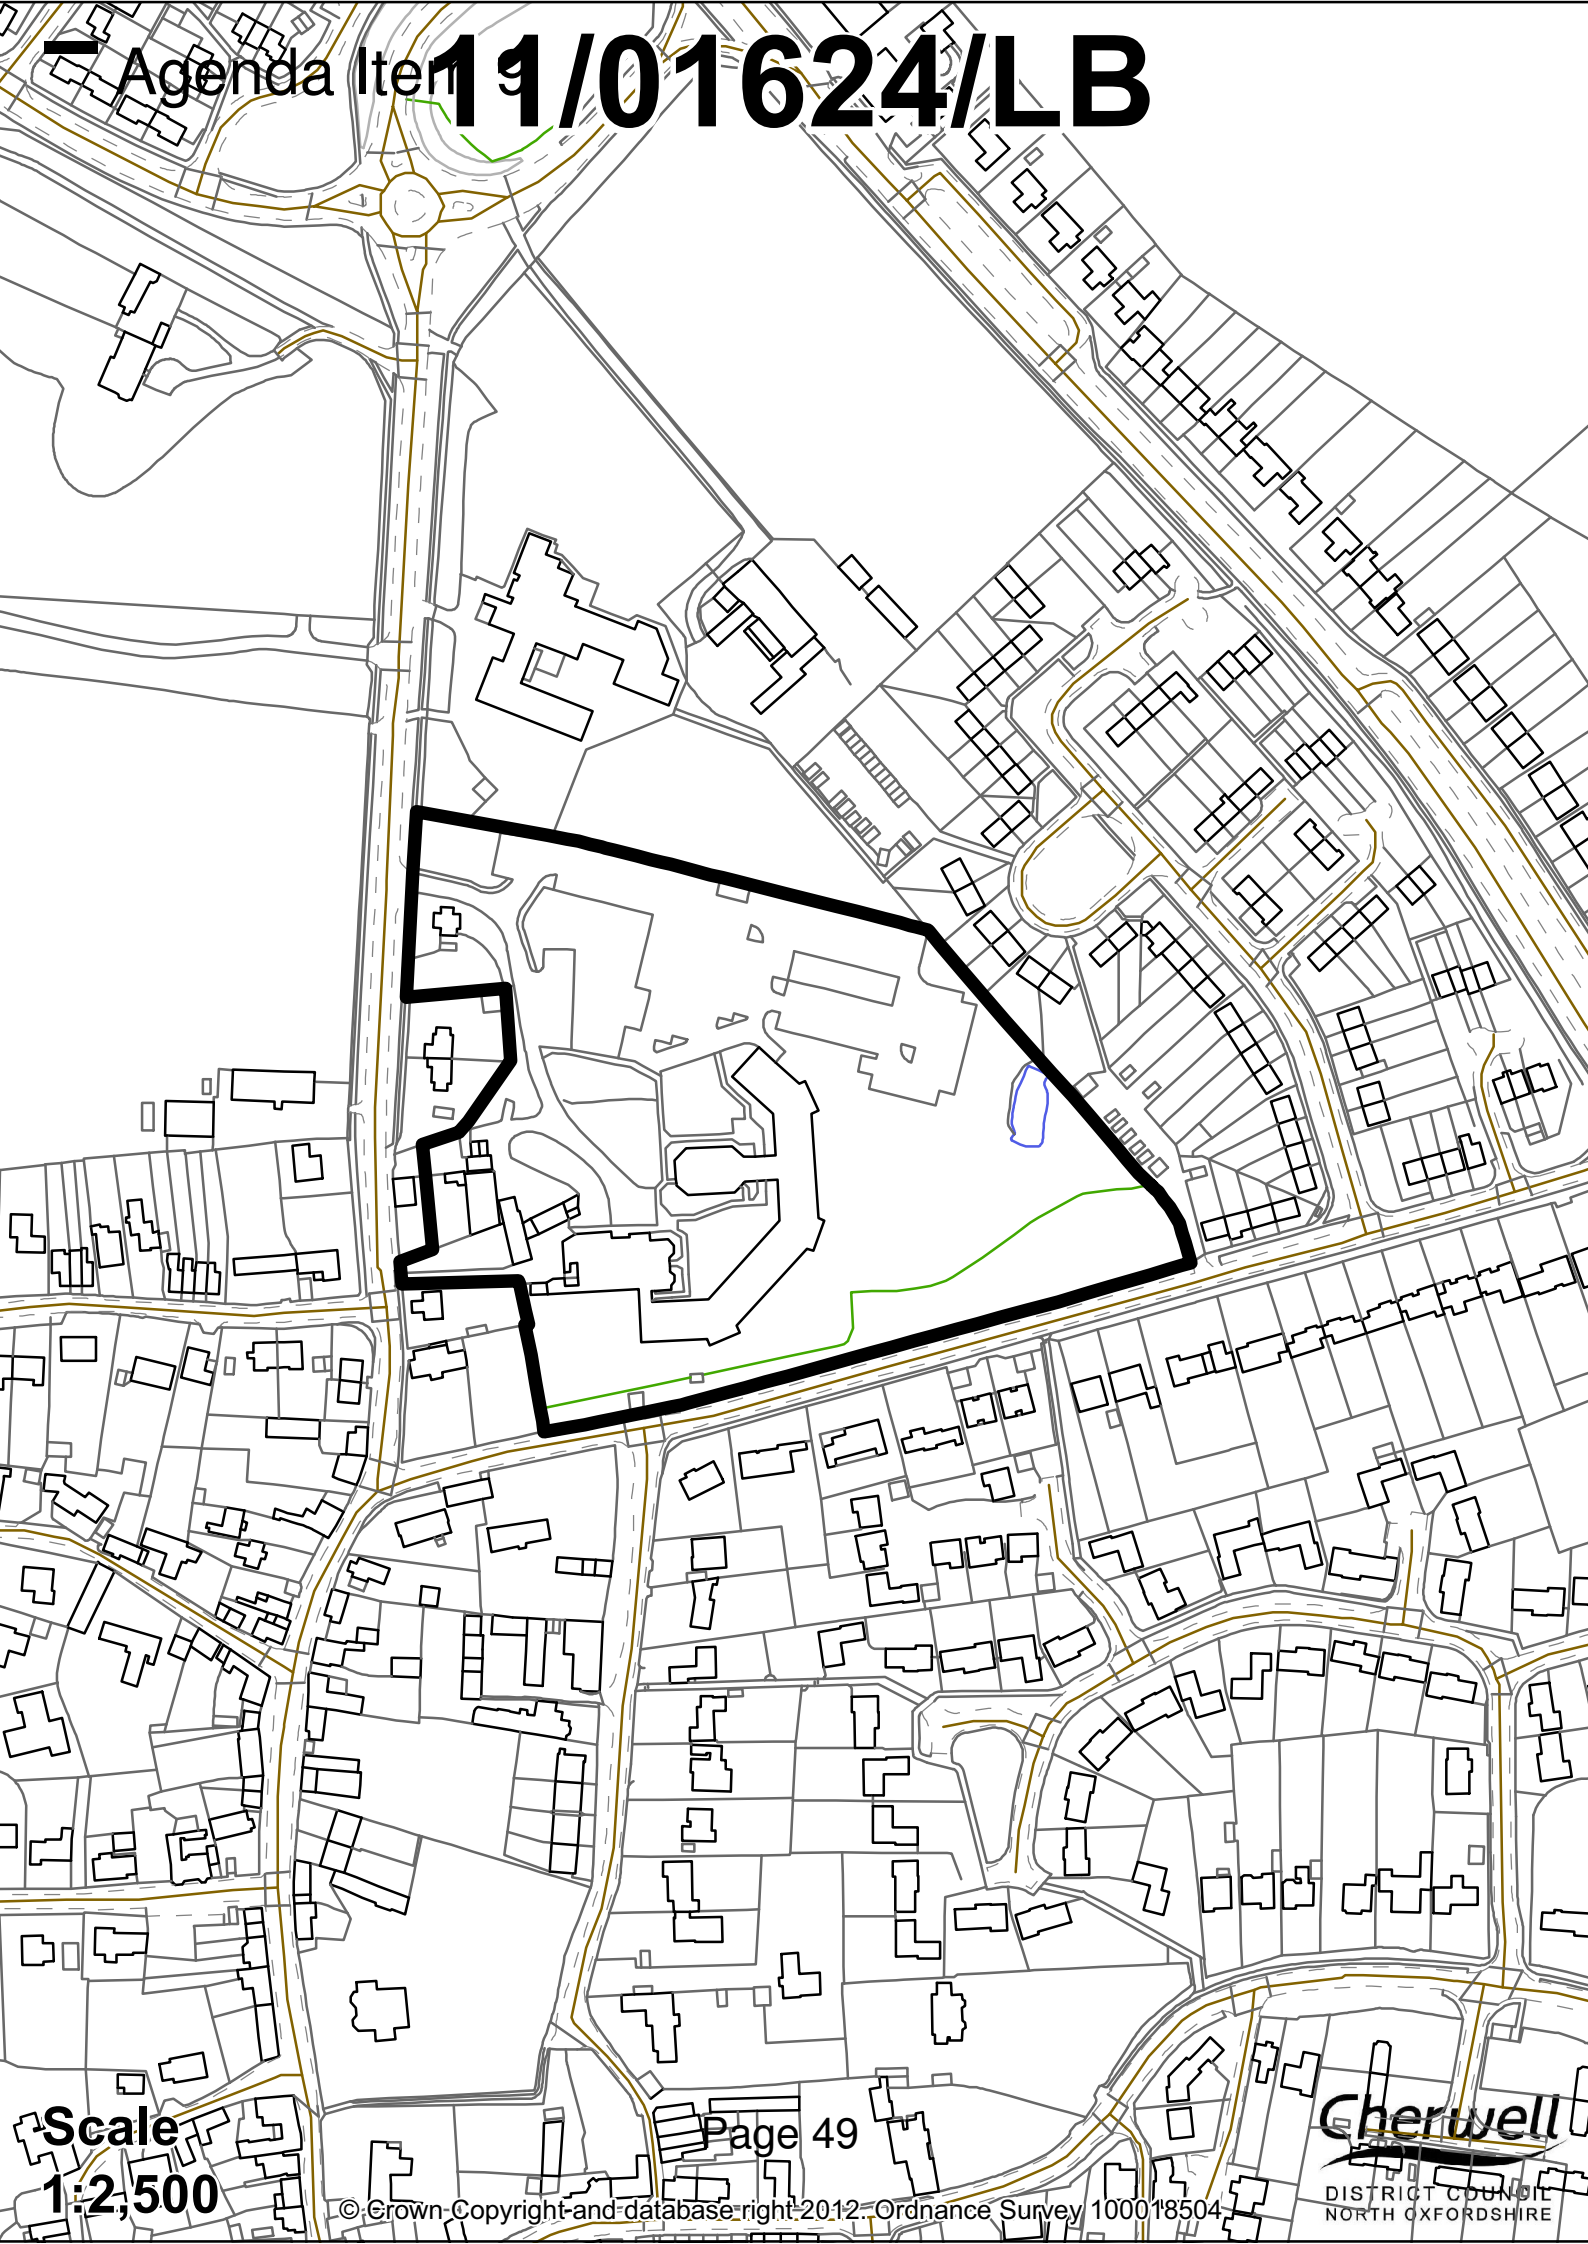 Agenda Item 9
11/01624/LB
Scale
1:2,500
Page 49
© Crown Copyright and database right 2012. Ordnance Survey 100018504
Cherwell
DISTRICT COUNCIL
NORTH OXFORDSHIRE